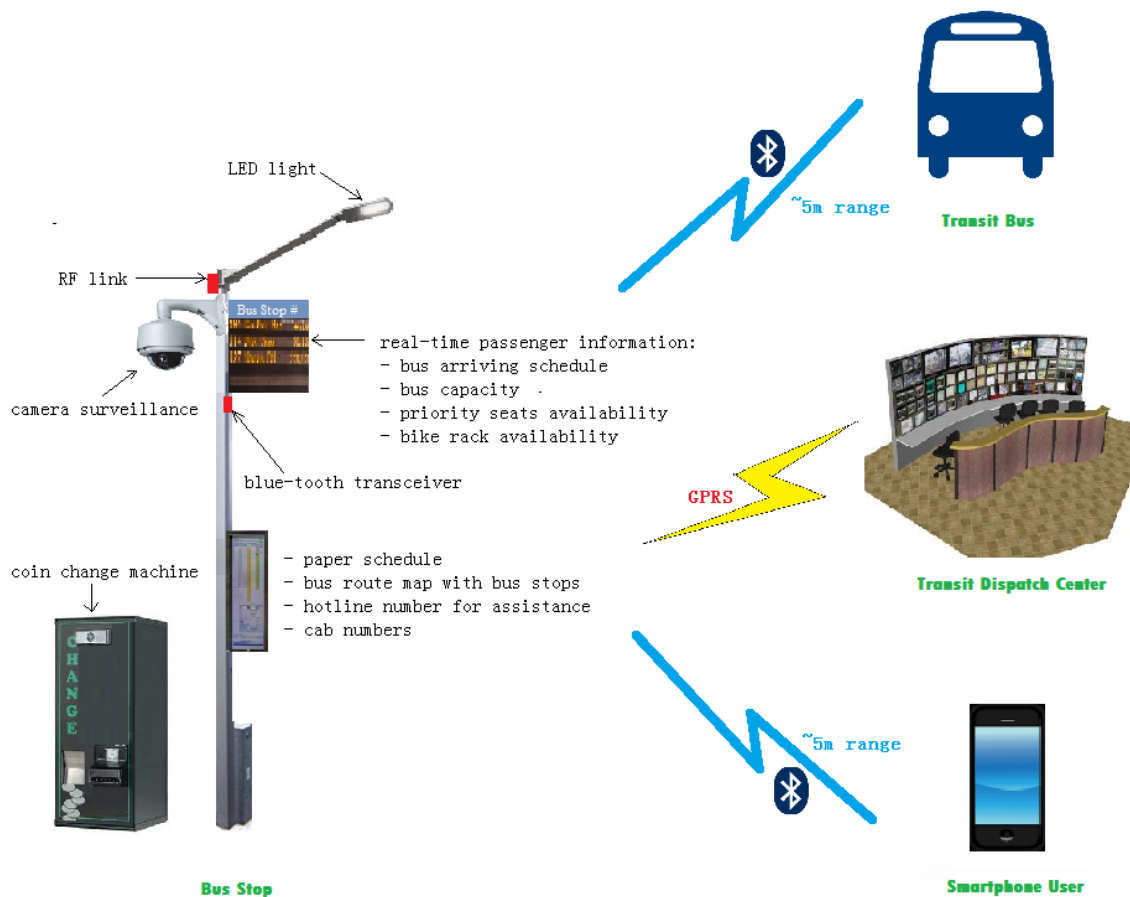 LED light
RF link
Bus Stop #
camera surveillance
real-time passenger information:
- bus arriving schedule
- bus capacity
- priority seats availability
- bike rack availability
blue-tooth transceiver
coin change machine
CHANGE
- paper schedule
- bus route map with bus stops
- hotline number for assistance
- cab numbers
Bus Stop
~5m range
Transit Bus
GPRS
Transit Dispatch Center
~5m range
Smartphone User